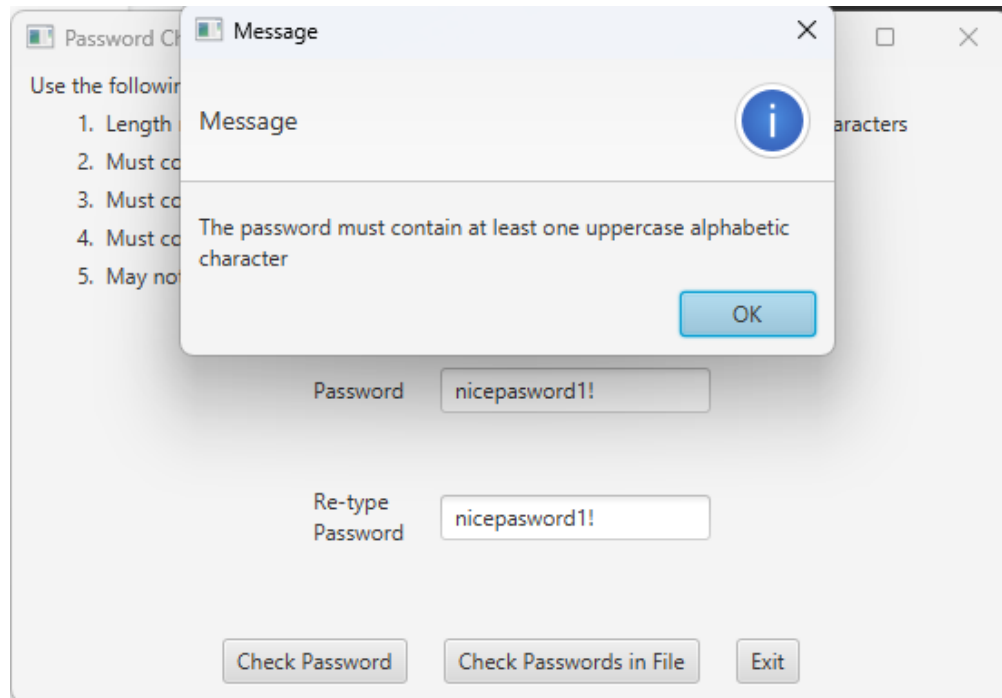 Password Ch
Message
Use the followin
Message
1. Length
aracters
2. Must co
3. Must co
4. Must co
5. May not
The password must contain at least one uppercase alphabetic
character
OK
Password
nicepasword1!
Re-type
Password
nicepasword1!
Check Password
Check Passwords in File
Exit